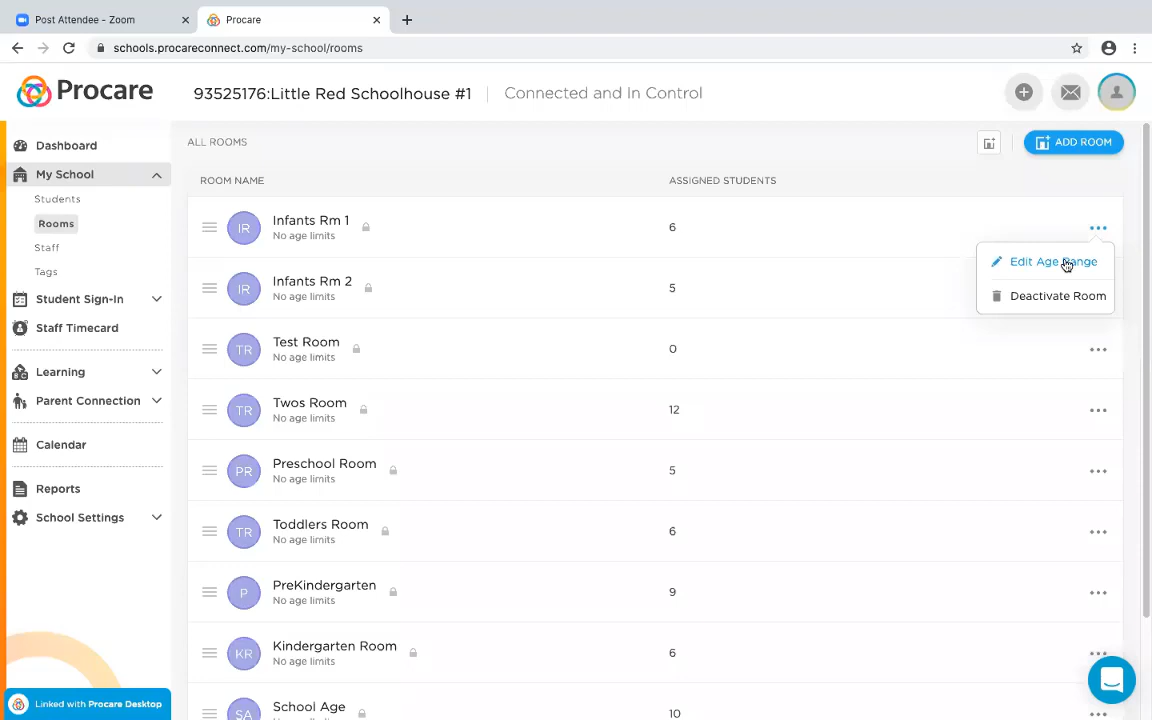 Post Attendee - Zoom
Procare
schools.procareconnect.com/my-school/rooms
Procare
93525176:Little Red Schoolhouse #1
Connected and In Control
Dashboard
My School
Students
Rooms
Staff
Tags
Student Sign-In
Staff Timecard
Learning
Parent Connection
Calendar
Reports
School Settings
Linked with Procare Desktop
ALL ROOMS
ADD ROOM
ROOM NAME
ASSIGNED STUDENTS
IR
Infants Rm 1
No age limits
6
Edit Age Range
Deactivate Room
IR
Infants Rm 2
No age limits
5
TR
Test Room
No age limits
0
TR
Twos Room
No age limits
12
PR
Preschool Room
No age limits
5
TR
Toddlers Room
No age limits
6
P
PreKindergarten
No age limits
9
KR
Kindergarten Room
No age limits
6
SA
School Age
10